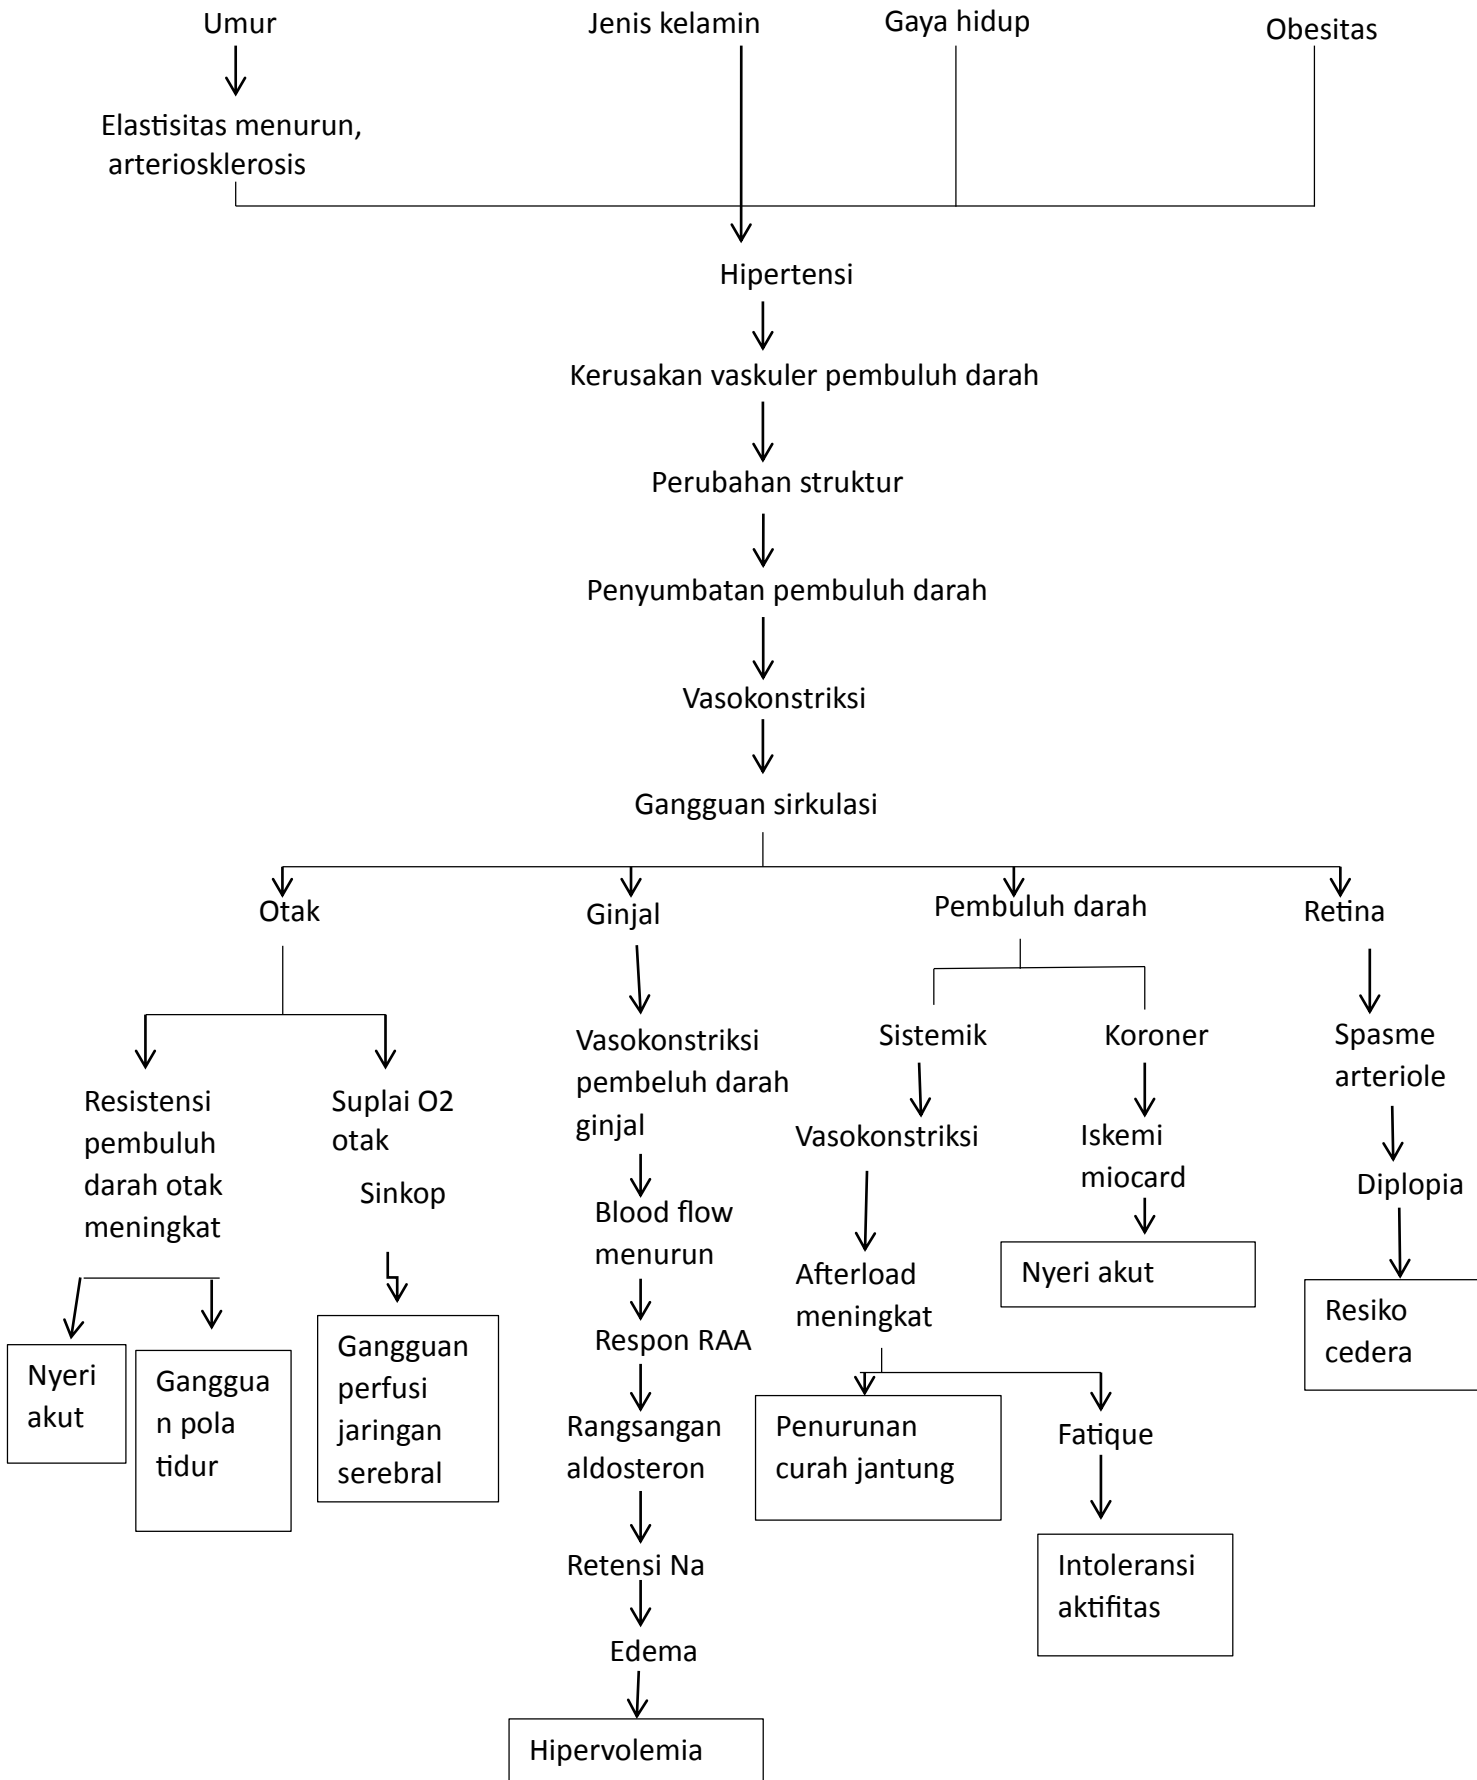 Umur
Jenis kelamin
Gaya hidup
Obesitas
Elastisitas menurun,
arteriosklerosis
Hipertensi
Kerusakan vaskuler pembuluh darah
Perubahan struktur
Penyumbatan pembuluh darah
Vasokonstriksi
Gangguan sirkulasi
Otak
Ginjal
Pembuluh darah
Retina
Resistensi
pembuluh
darah otak
meningkat
Suplai O2
otak
Sinkop
Nyeri
akut
Ganggua
n pola
tidur
Gangguan
perfusi
jaringan
serebral
Vasokonstriksi
pembeluh darah
ginjal
Blood flow
menurun
Respon RAA
Rangsangan
aldosteron
Retensi Na
Edema
Hipervolemia
Sistemik
Vasokonstriksi
Afterload
meningkat
Penurunan
curah jantung
Fatique
Intoleransi
aktifitas
Koroner
Iskemi
miocard
Nyeri akut
Spasme
arteriole
Diplopia
Resiko
cedera